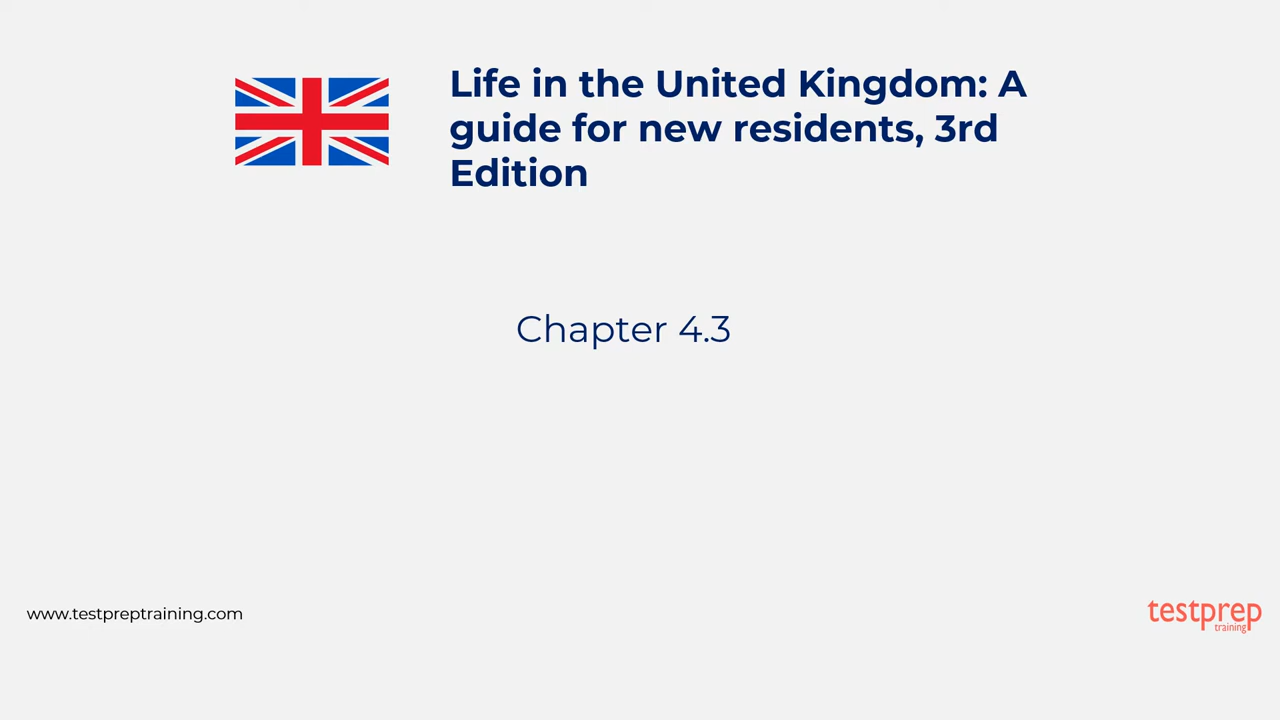 Life in the United Kingdom: A
guide for new residents, 3rd
Edition
Chapter 4.3
www.testpreptraining.com
testprep
training